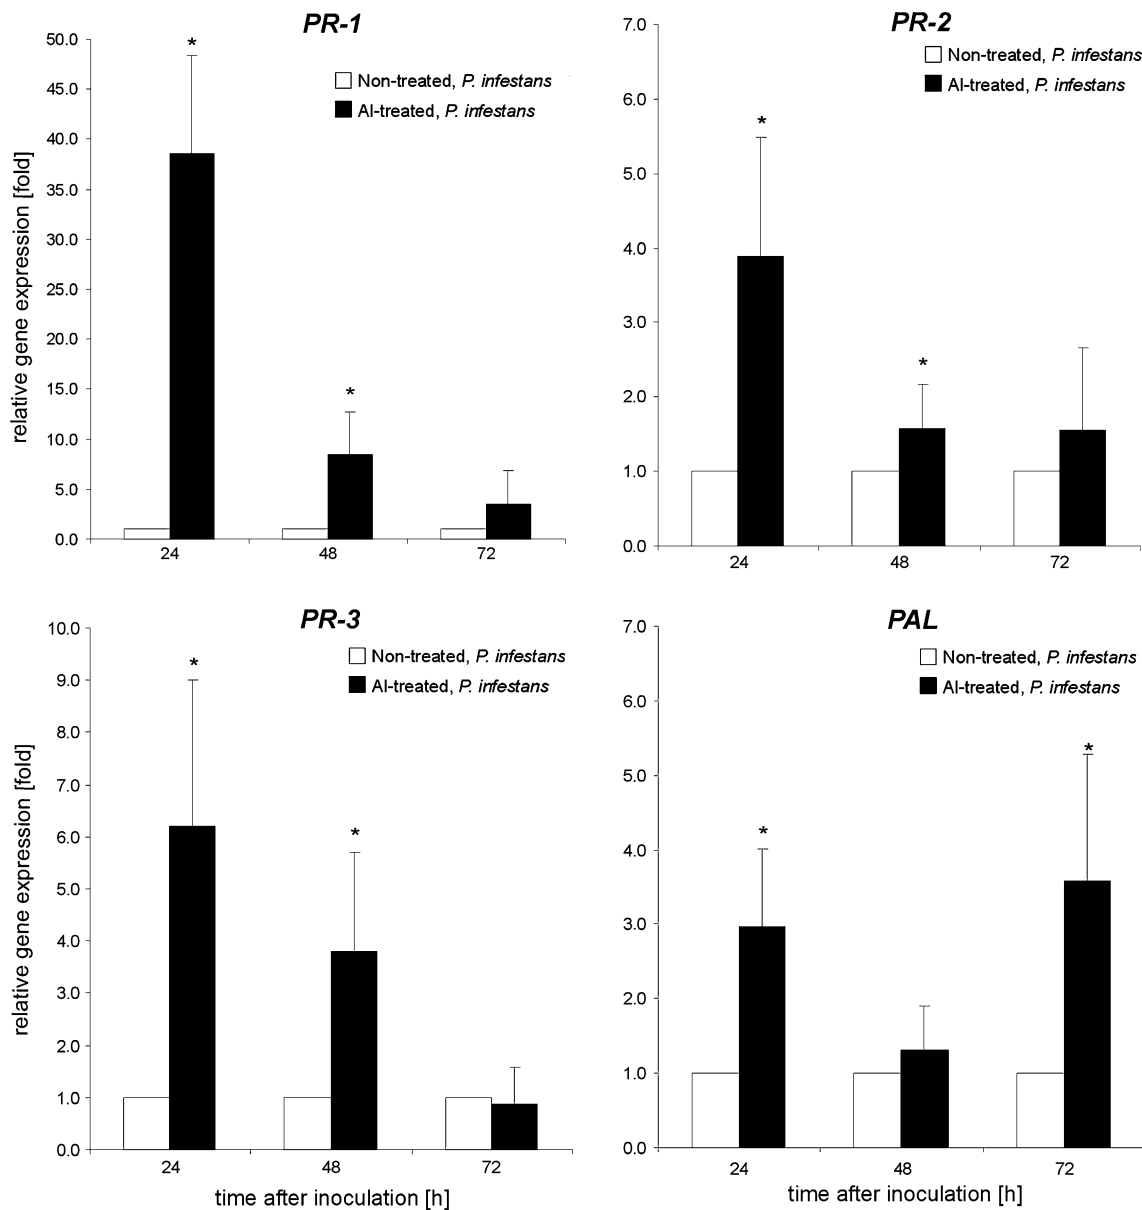 PR-1
50.0
45.0
40.0
35.0
30.0
25.0
20.0
15.0
10.0
5.0
0.0
relative gene expression [fold]
Non-treated, P. infestans
Al-treated, P. infestans
*
*
24 48 72
PR-2
7.0
6.0
5.0
4.0
3.0
2.0
1.0
0.0
Non-treated, P. infestans
Al-treated, P. infestans
*
*
24 48 72
PR-3
10.0
9.0
8.0
7.0
6.0
5.0
4.0
3.0
2.0
1.0
0.0
relative gene expression [fold]
Non-treated, P. infestans
Al-treated, P. infestans
*
*
24 48 72
time after inoculation [h]
PAL
7.0
6.0
5.0
4.0
3.0
2.0
1.0
0.0
Non-treated, P. infestans
Al-treated, P. infestans
*
*
24 48 72
time after inoculation [h]